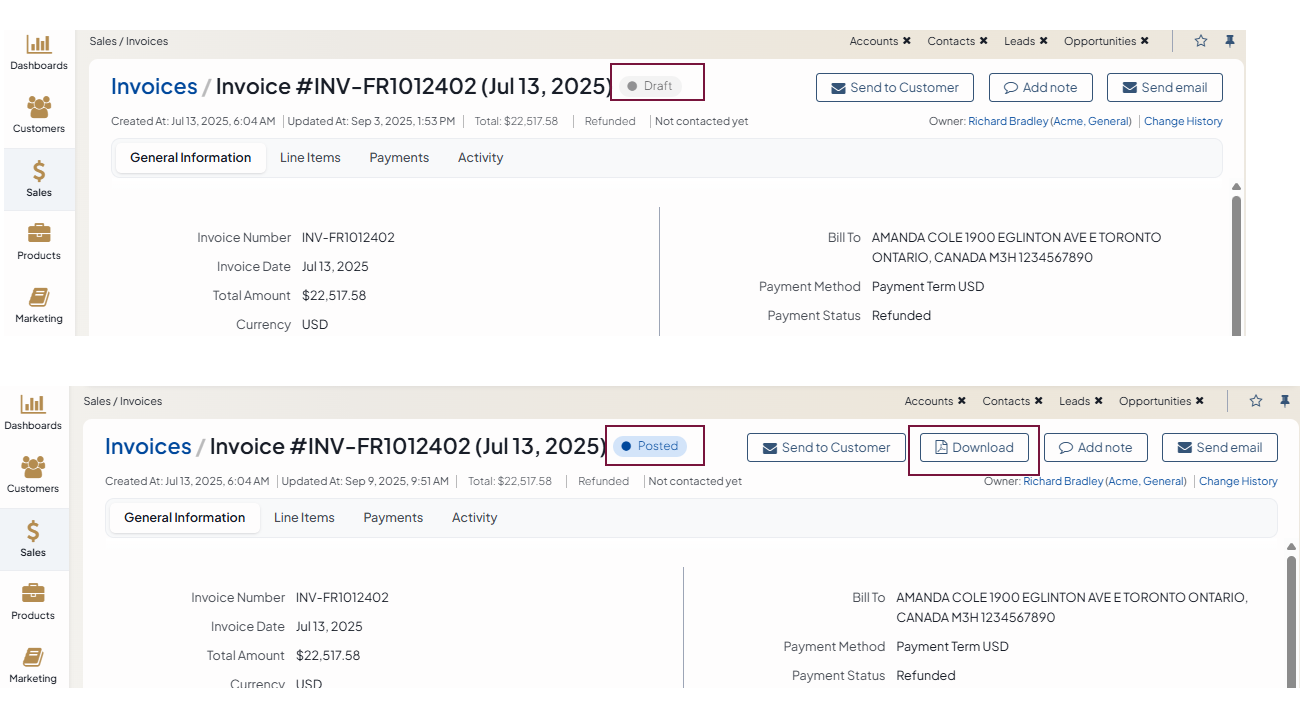 Sales / Invoices
Accounts ✖ Contacts ✖ Leads ✖ Opportunities ✖
Dashboards
Customers
Sales
Products
Marketing
Invoices / Invoice #INV-FR1012402 (Jul 13, 2025) Draft
Send to Customer Add note Send email
Created At: Jul 13, 2025, 6:04 AM | Updated At: Sep 3, 2025, 1:53 PM | Total: $22,517.58 | Refunded | Not contacted yet
Owner: Richard Bradley (Acme, General) | Change History
General Information Line Items Payments Activity
Invoice Number INV-FR1012402
Invoice Date Jul 13, 2025
Total Amount $22,517.58
Currency USD
Bill To AMANDA COLE 1900 EGLINTON AVE E TORONTO
ONTARIO, CANADA M3H 1234567890
Payment Method Payment Term USD
Payment Status Refunded
Sales / Invoices
Accounts ✖ Contacts ✖ Leads ✖ Opportunities ✖
Dashboards
Customers
Sales
Products
Marketing
Invoices / Invoice #INV-FR1012402 (Jul 13, 2025) Posted
Send to Customer Download Add note Send email
Created At: Jul 13, 2025, 6:04 AM | Updated At: Sep 9, 2025, 9:51 AM | Total: $22,517.58 | Refunded | Not contacted yet
Owner: Richard Bradley (Acme, General) | Change History
General Information Line Items Payments Activity
Invoice Number INV-FR1012402
Invoice Date Jul 13, 2025
Total Amount $22,517.58
Currency USD
Bill To AMANDA COLE 1900 EGLINTON AVE E TORONTO ONTARIO,
CANADA M3H 1234567890
Payment Method Payment Term USD
Payment Status Refunded